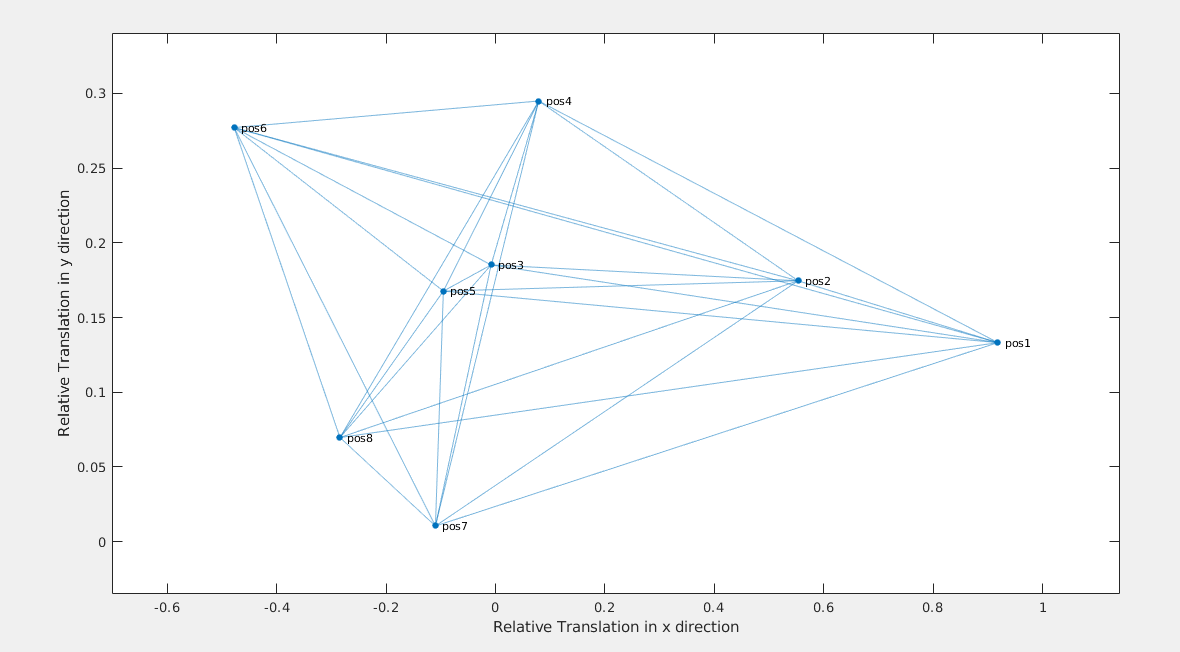 0.3
0.25
0.2
0.15
0.1
0.05
0
Relative Translation in y direction
pos4
pos6
pos3
pos2
pos5
pos1
pos8
pos7
-0.6
-0.4
-0.2
0
0.2
0.4
0.6
0.8
1
Relative Translation in x direction